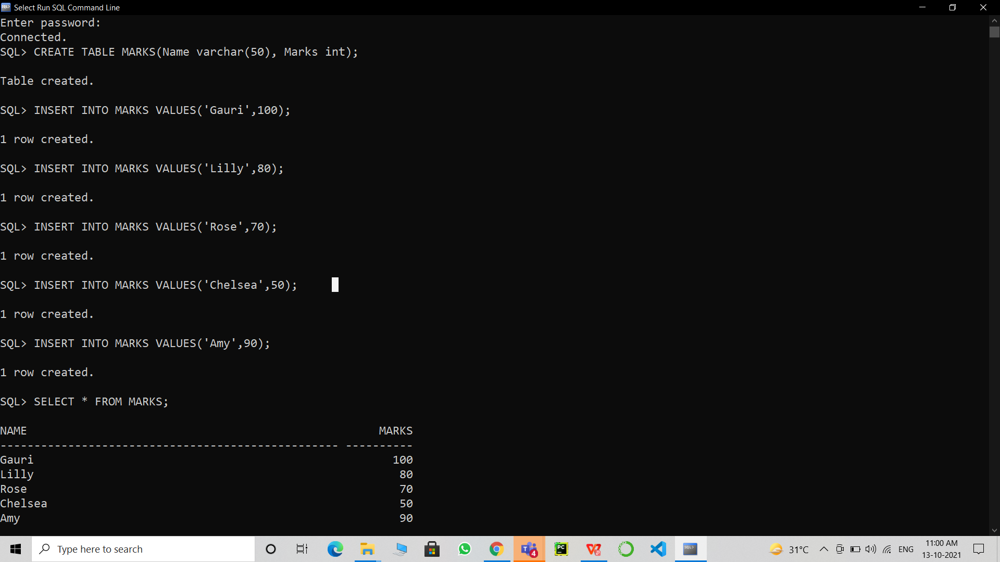 Select Run SQL Command Line
Enter password:
Connected.
SQL> CREATE TABLE MARKS(Name varchar(50), Marks int);
Table created.
SQL> INSERT INTO MARKS VALUES('Gauri',100);
1 row created.
SQL> INSERT INTO MARKS VALUES('Lilly',80);
1 row created.
SQL> INSERT INTO MARKS VALUES('Rose',70);
1 row created.
SQL> INSERT INTO MARKS VALUES('Chelsea',50);
1 row created.
SQL> INSERT INTO MARKS VALUES('Amy',90);
1 row created.
SQL> SELECT * FROM MARKS;
NAME MARKS
-------------------------------------------------- ----------
Gauri 100
Lilly 80
Rose 70
Chelsea 50
Amy 90
Type here to search
4
PC
31°C
ENG
11:00 AM
13-10-2021